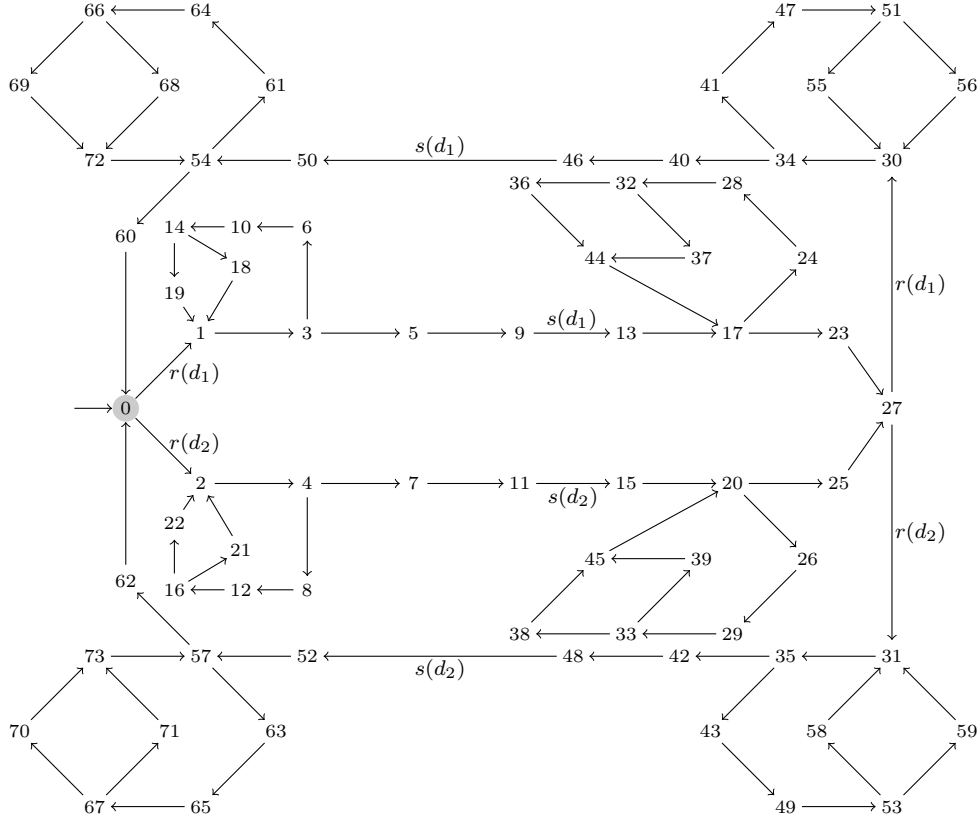 66 64 47 51
69 68 61 41 55 56
s(d₁)
72 54 50 46 40 34 30
36 32 28
60 14 10 6
18 44 37 24
19 r(d₁)
s(d₁)
1 3 5 9 13 17 23
r(d₁)
0 27
r(d₂)
2 4 7 11 15 20 25
s(d₂)
22
r(d₂)
21 45 39 26
62 16 12 8
38 33 29
73 57 52 48 42 35 31
s(d₂)
70 71 63 43 58 59
67 65 49 53